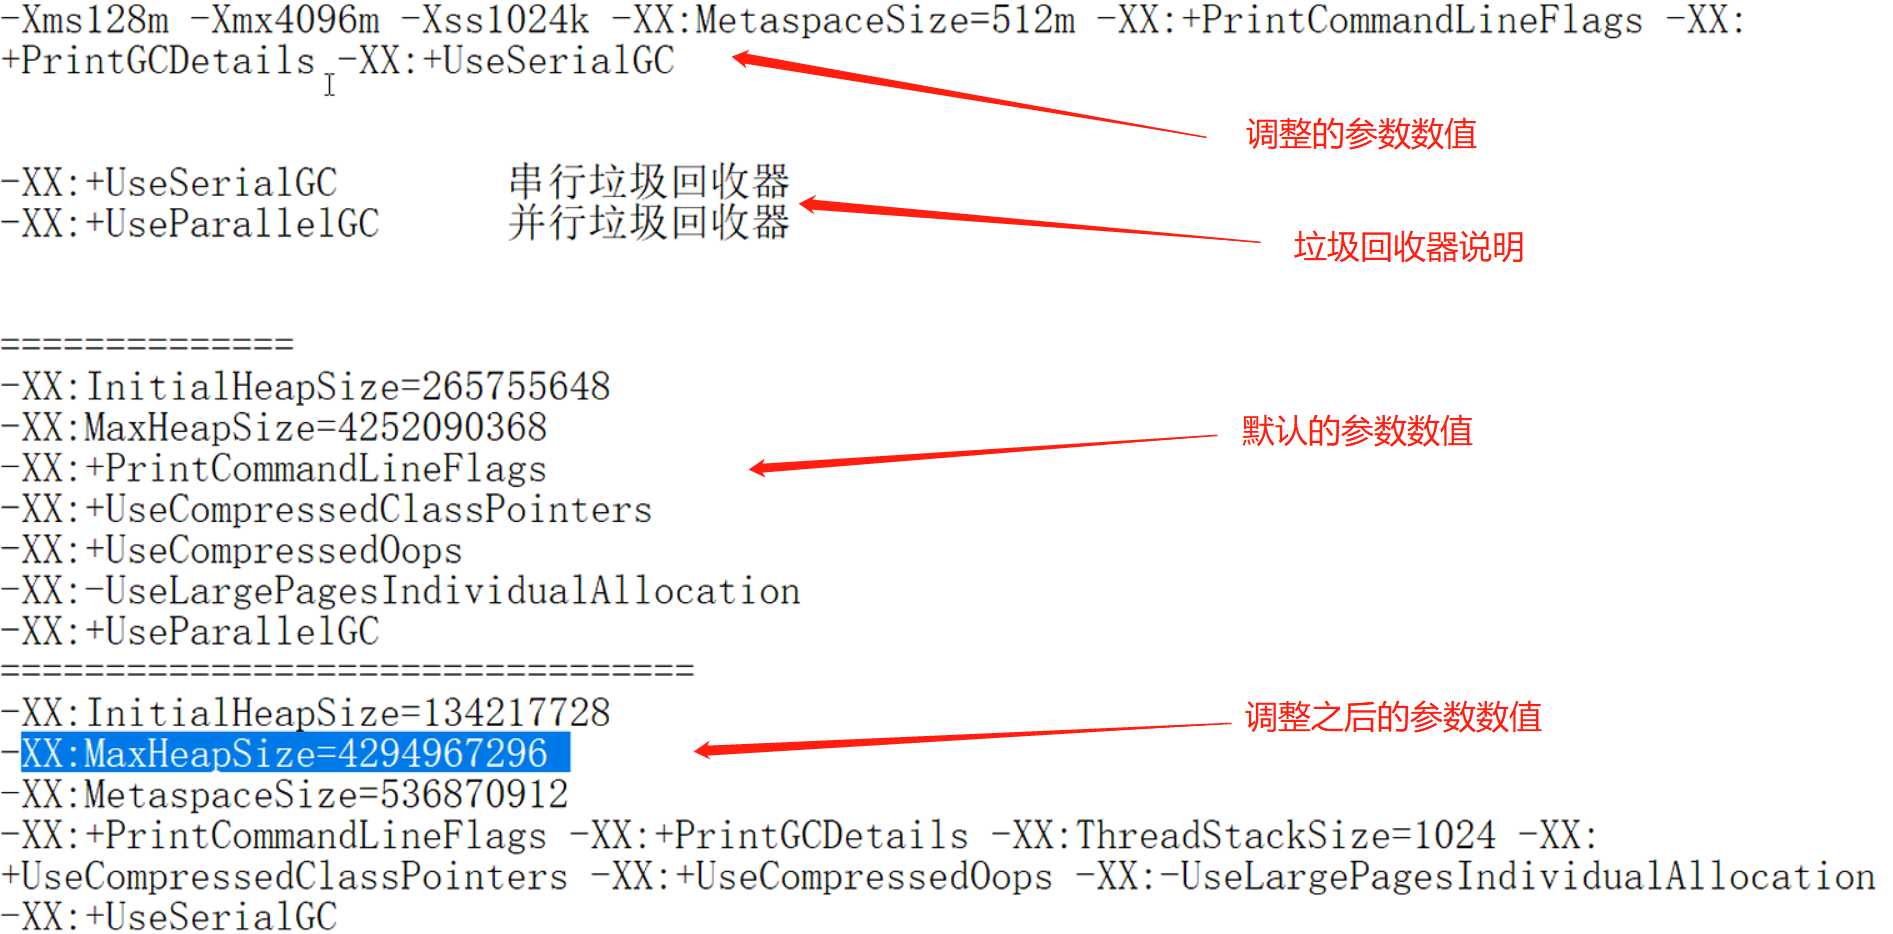 -Xms128m -Xmx4096m -Xss1024k -XX:MetaspaceSize=512m -XX:+PrintCommandLineFlags -XX:
+PrintGCDetails -XX:+UseSerialGC
调整的参数数值
-XX:+UseSerialGC 串行垃圾回收器
-XX:+UseParallelGC 并行垃圾回收器
垃圾回收器说明
==============
-XX:InitialHeapSize=265755648
-XX:MaxHeapSize=4252090368
默认的参数数值
-XX:+PrintCommandLineFlags
-XX:+UseCompressedClassPointers
-XX:+UseCompressedOops
-XX:-UseLargePagesIndividualAllocation
-XX:+UseParallelGC
=================================
-XX:InitialHeapSize=134217728
调整之后的参数数值
-XX:MaxHeapSize=4294967296
-XX:MetaspaceSize=536870912
-XX:+PrintCommandLineFlags -XX:+PrintGCDetails -XX:ThreadStackSize=1024 -XX:
+UseCompressedClassPointers -XX:+UseCompressedOops -XX:-UseLargePagesIndividualAllocation
-XX:+UseSerialGC